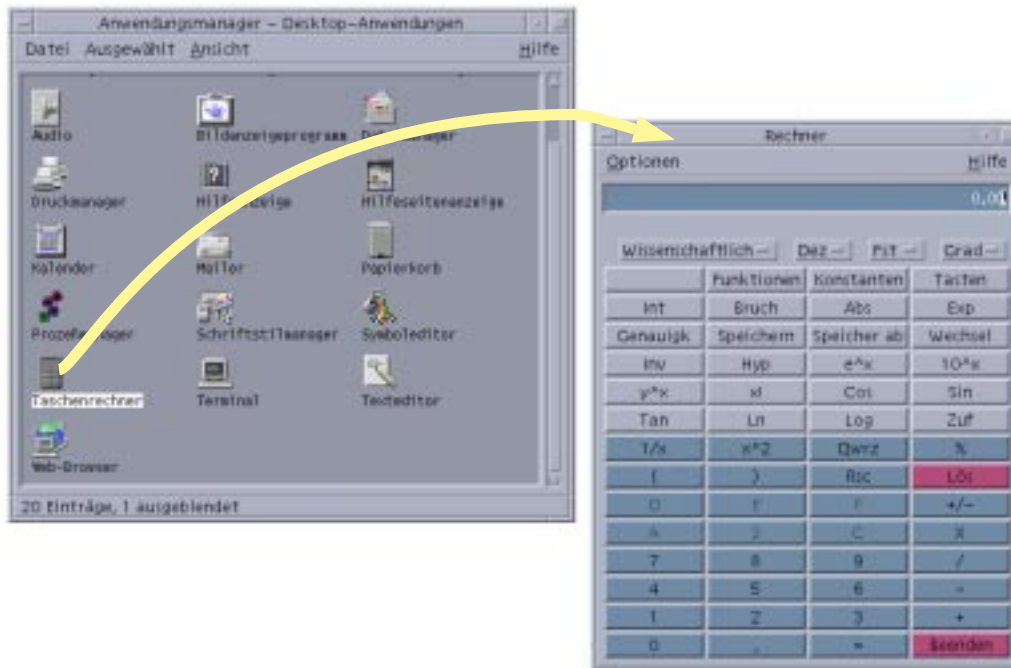 Anwendungsmanager – Desktop-Anwendungen
Datei Ausgewählt Ansicht Hilfe
Audio Bildanzeigeprogramm
Druckmanager Hilfeseitenanzeige
Kalender Mailer Papierkorb
Schriftstilmanager Symboleditor
Taschenrechner Terminal Texteditor
Web-Browser
20 Einträge, 1 ausgeblendet
Rechner
Optionen Hilfe
0.00
Wissenschaftlich Dez Grad
Funktionen Konstanten Tasten
Int Bruch Abs Exp
Genauigk Speichern Speicher ab Wechsel
Inv Hyp e^x 10^x
y^x x! Cos Sin
Tan Ln Log Zuf
1/x x^2 Qwrz %
( ) Rsc Lös
D E F +/-
A C X
7 8 9 /
4 5 6 -
1 2 3 +
0 = Beenden